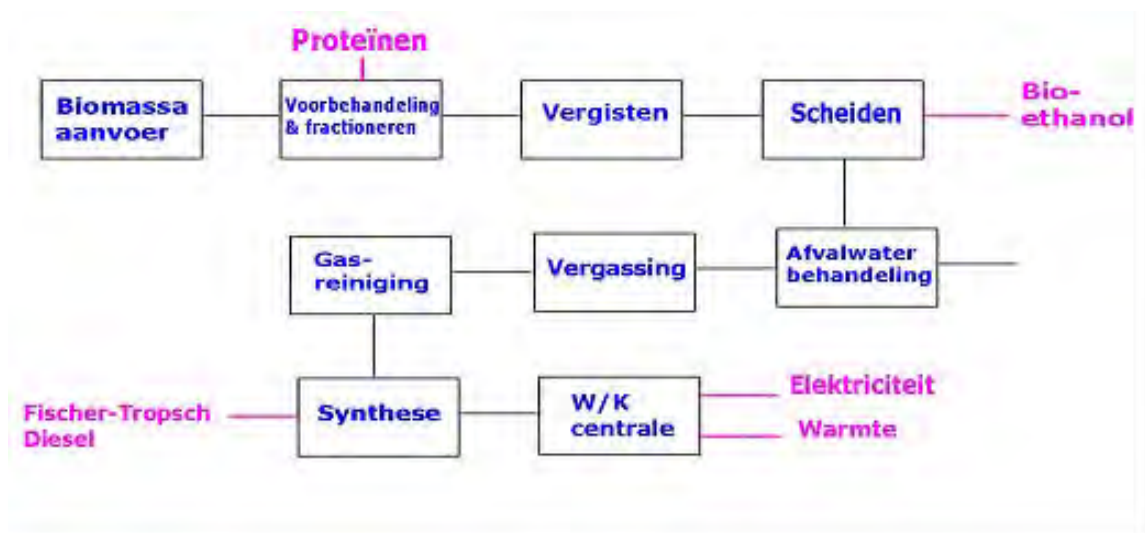 Proteïnen
Biomassa
aanvoer
Voorbehandeling
& fractioneren
Vergisten
Scheiden
Bio-
ethanol
Gas-
reiniging
Vergassing
Afvalwater
behandeling
Fischer-Tropsch
Diesel
Synthese
W/K
centrale
Elektriciteit
Warmte